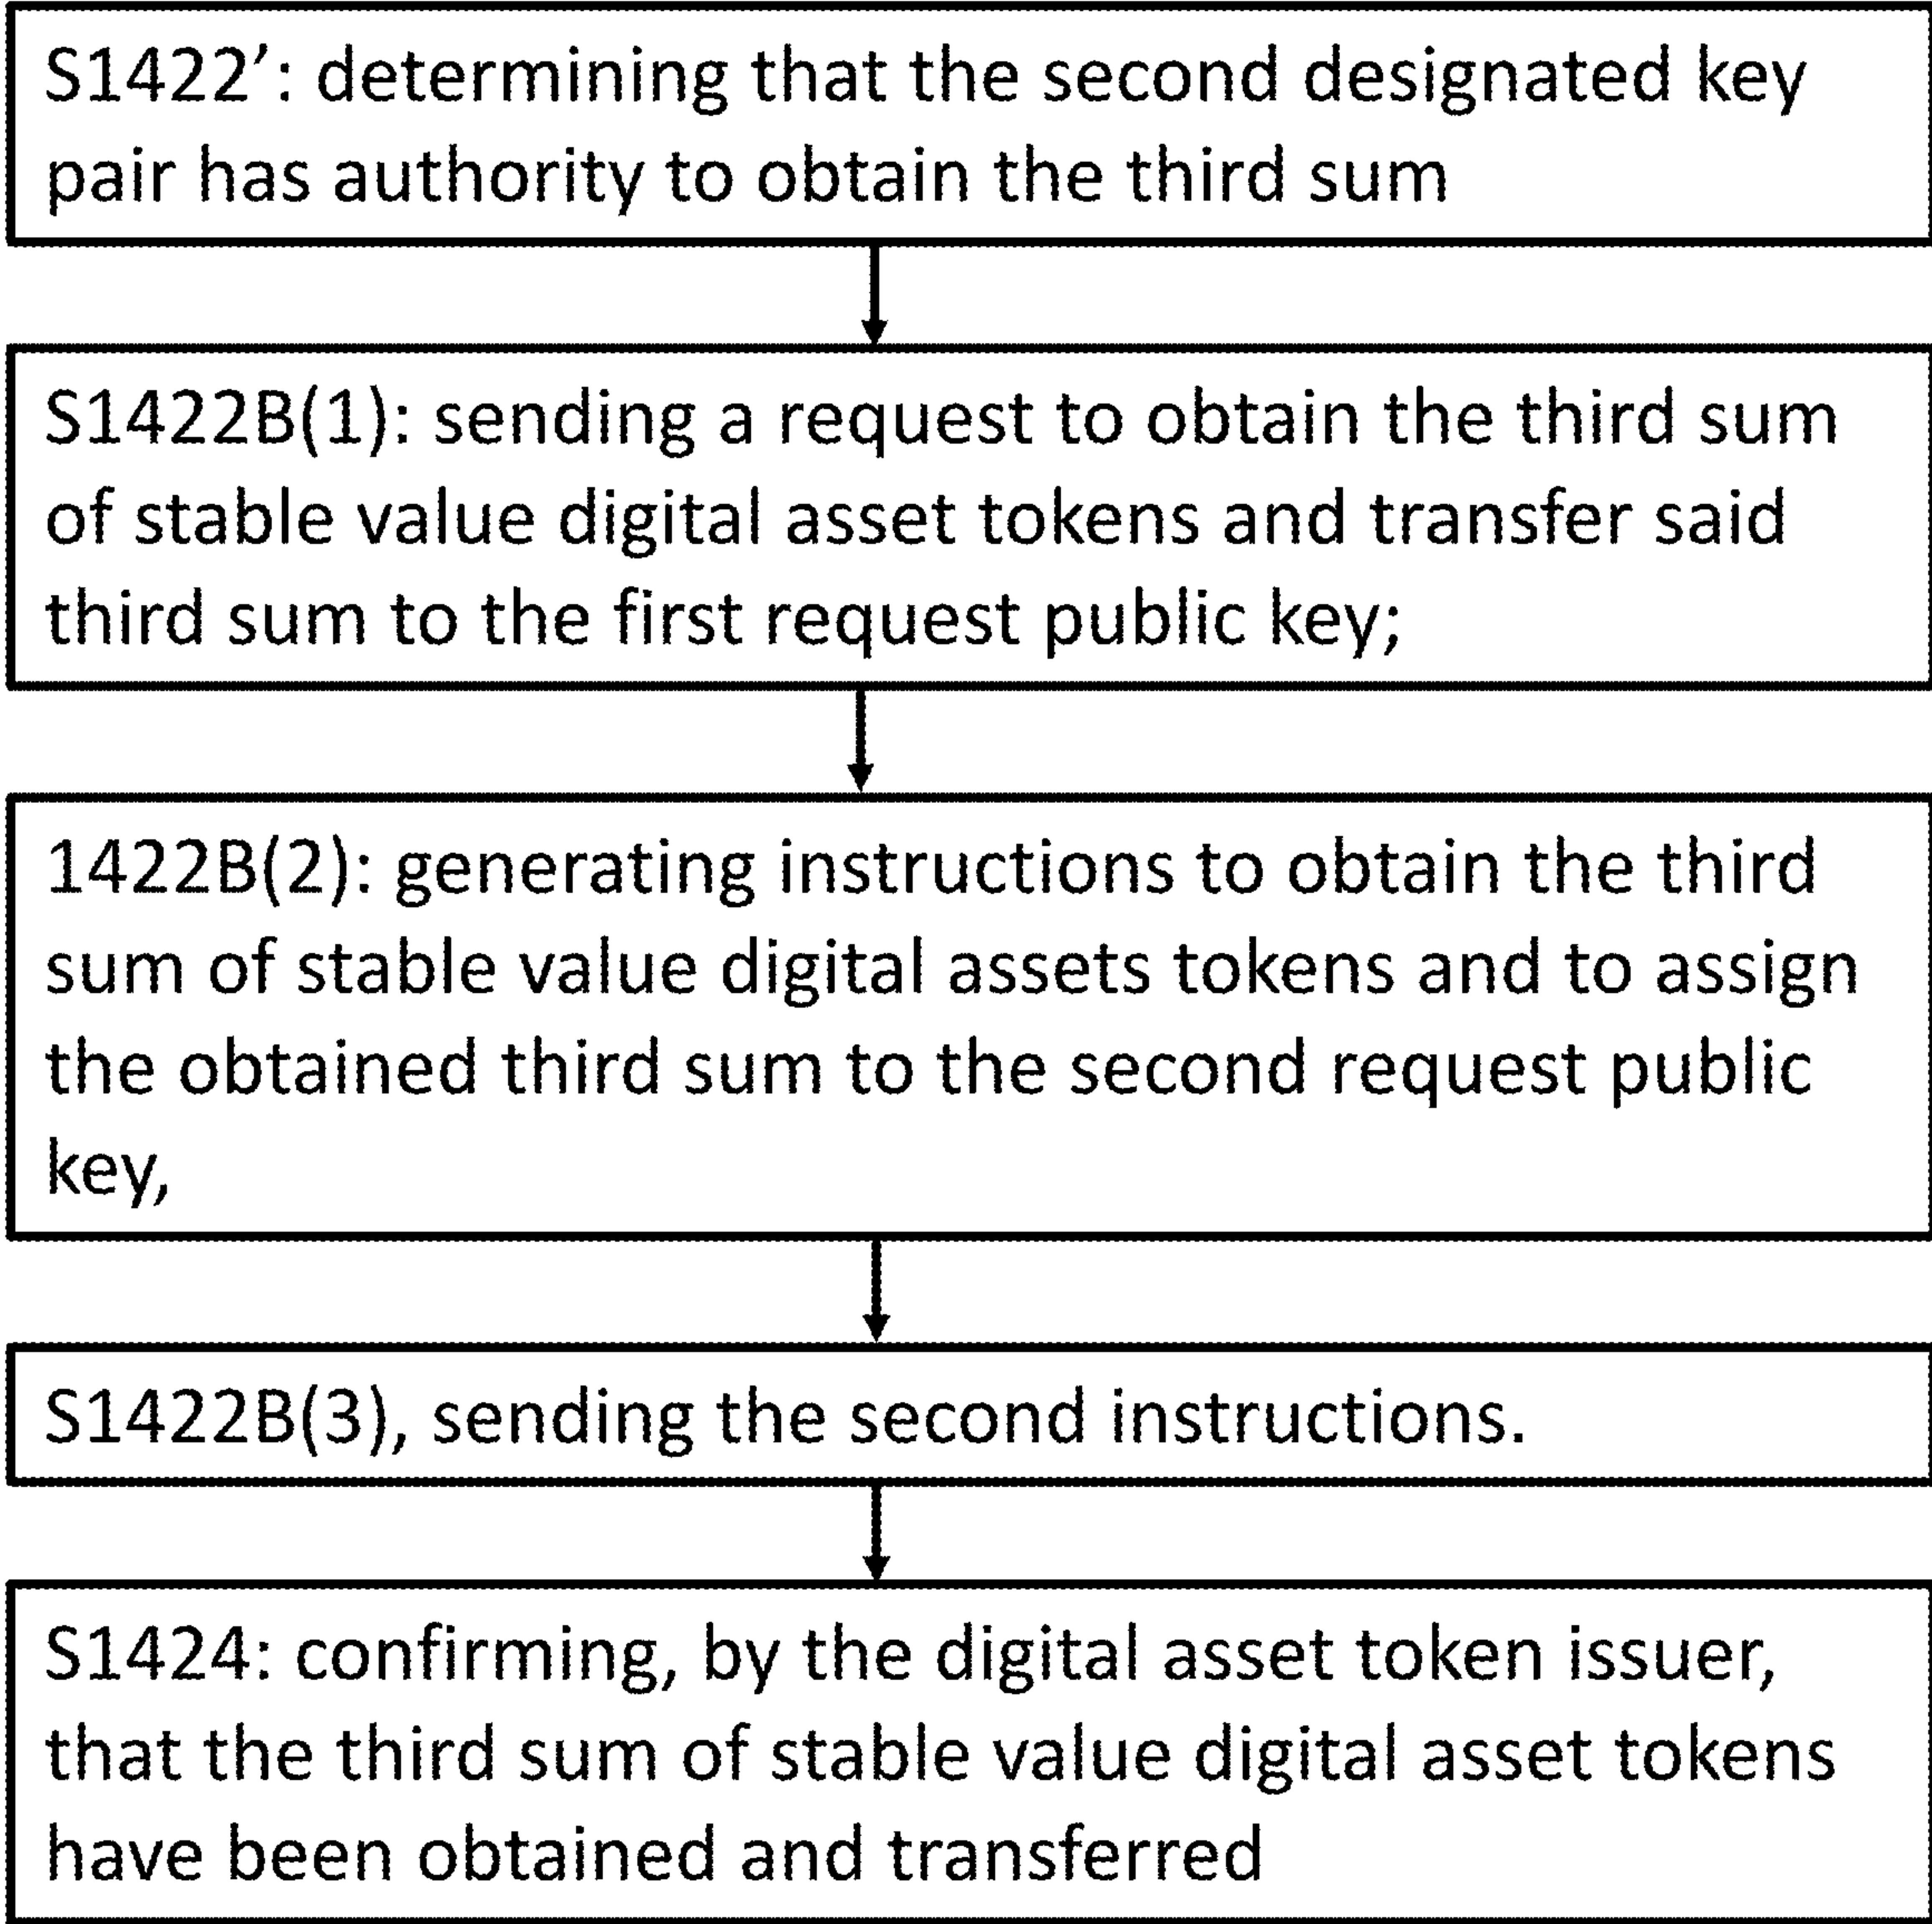 S1422’: determining that the second designated key
pair has authority to obtain the third sum
S1422B(1): sending a request to obtain the third sum
of stable value digital asset tokens and transfer said
third sum to the first request public key;
1422B(2): generating instructions to obtain the third
sum of stable value digital assets tokens and to assign
the obtained third sum to the second request public
key,
S1422B(3), sending the second instructions.
S1424: confirming, by the digital asset token issuer,
that the third sum of stable value digital asset tokens
have been obtained and transferred